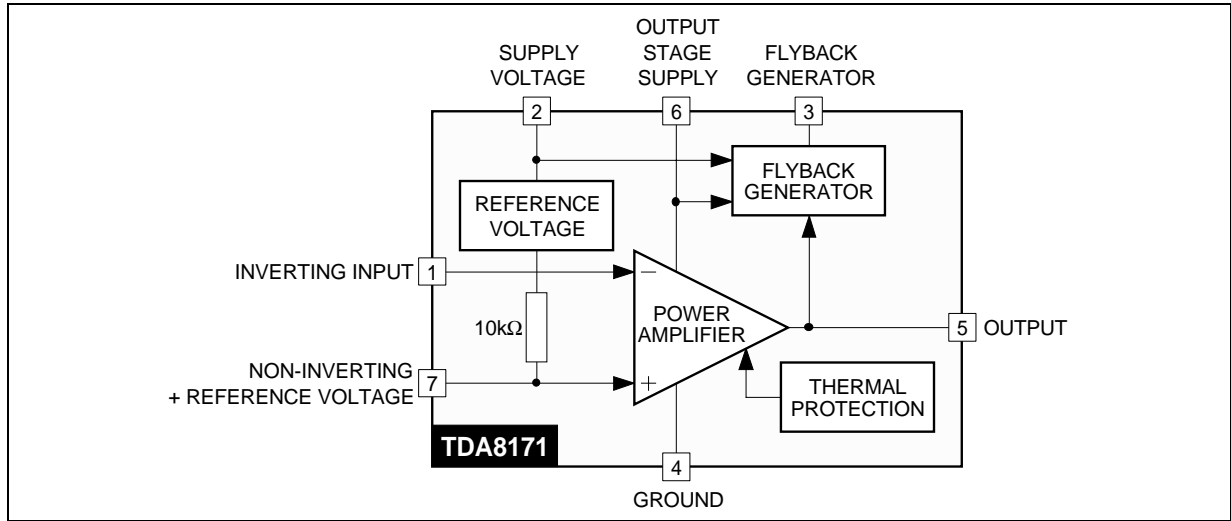 SUPPLY
VOLTAGE
OUTPUT
STAGE
SUPPLY
FLYBACK
GENERATOR
2
6
3
FLYBACK
GENERATOR
REFERENCE
VOLTAGE
INVERTING INPUT
1
−
10kΩ
POWER
AMPLIFIER
5
OUTPUT
NON-INVERTING
+ REFERENCE VOLTAGE
7
+
THERMAL
PROTECTION
TDA8171
4
GROUND